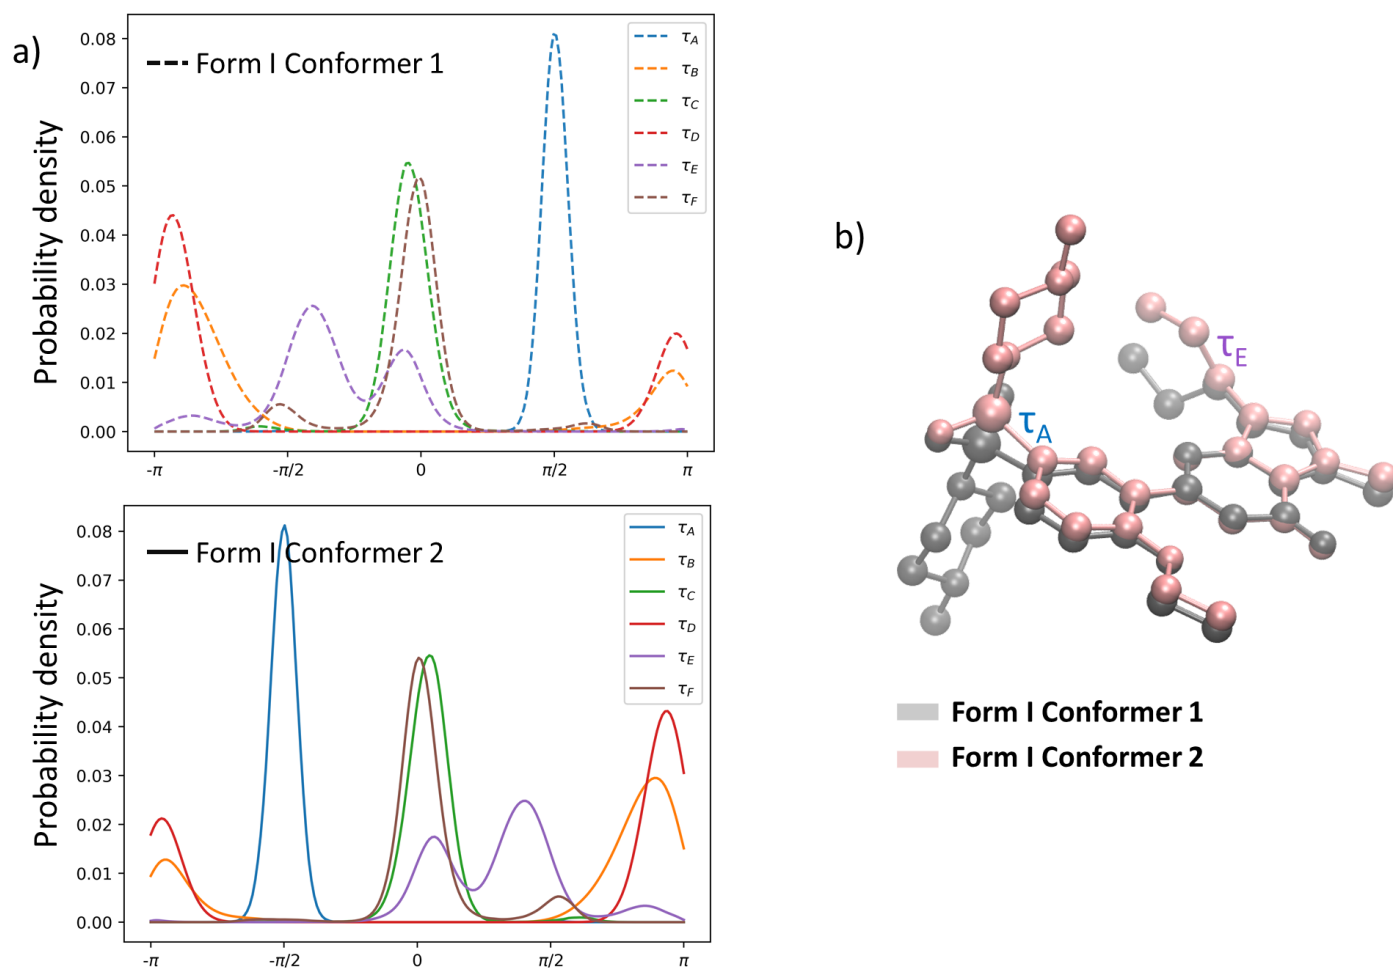 a)
Form I Conformer 1
Probability density
0.08
0.07
0.06
0.05
0.04
0.03
0.02
0.01
0.00
-π
-π/2
0
π/2
π
τA
τB
τC
τD
τE
τF
Form I Conformer 2
Probability density
0.08
0.07
0.06
0.05
0.04
0.03
0.02
0.01
0.00
-π
-π/2
0
π/2
π
τA
τB
τC
τD
τE
τF
b)
τE
τA
Form I Conformer 1
Form I Conformer 2